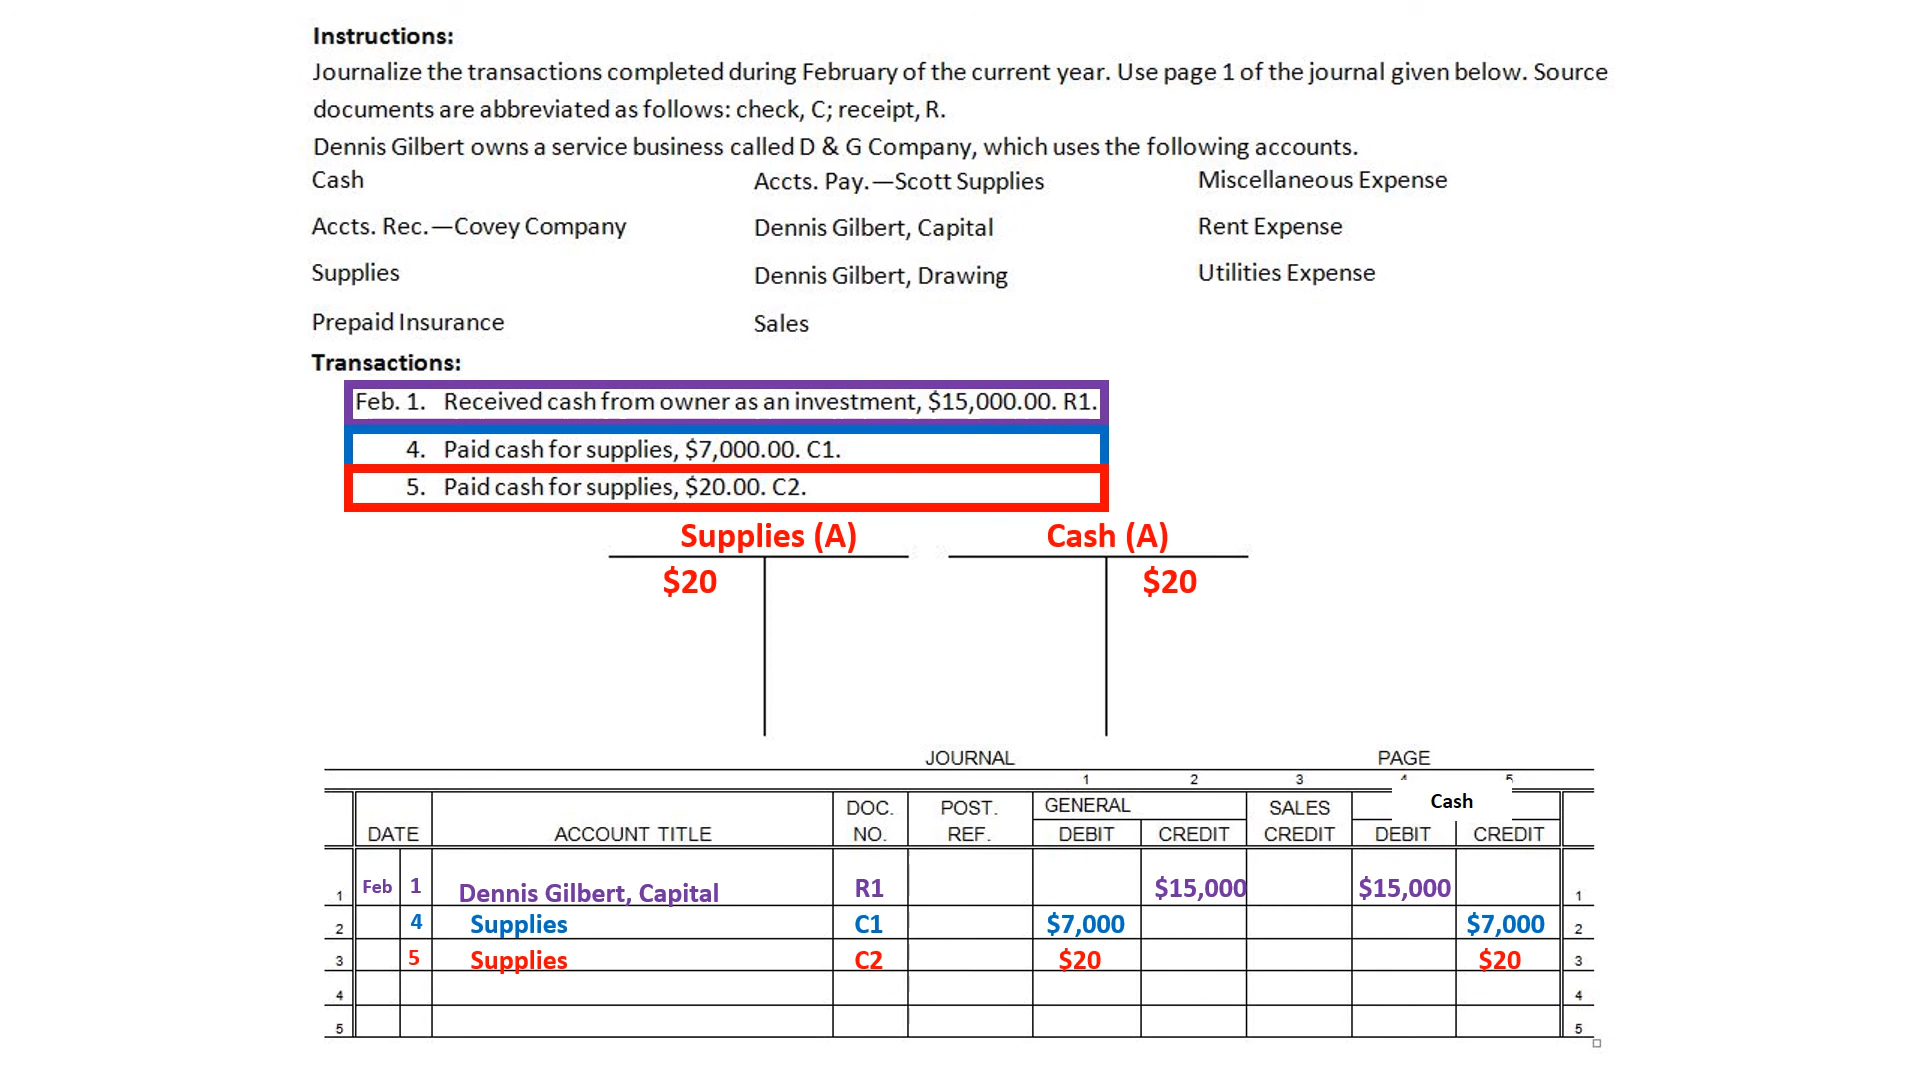 Instructions:
Journalize the transactions completed during February of the current year. Use page 1 of the journal given below. Source
documents are abbreviated as follows: check, C; receipt, R.
Dennis Gilbert owns a service business called D & G Company, which uses the following accounts.
Cash Accts. Pay.—Scott Supplies Miscellaneous Expense
Accts. Rec.—Covey Company Dennis Gilbert, Capital Rent Expense
Supplies Dennis Gilbert, Drawing Utilities Expense
Prepaid Insurance Sales
Transactions:
Feb. 1. Received cash from owner as an investment, $15,000.00. R1.
4. Paid cash for supplies, $7,000.00. C1.
5. Paid cash for supplies, $20.00. C2.
Supplies (A) Cash (A)
$20 $20
JOURNAL PAGE
1 2 3 4 5
DOC. POST. GENERAL SALES Cash
DATE ACCOUNT TITLE NO. REF. DEBIT CREDIT CREDIT DEBIT CREDIT
1 Feb 1 Dennis Gilbert, Capital R1 $15,000 $15,000 1
2 4 Supplies C1 $7,000 $7,000 2
3 5 Supplies C2 $20 $20 3
4 4
5 5